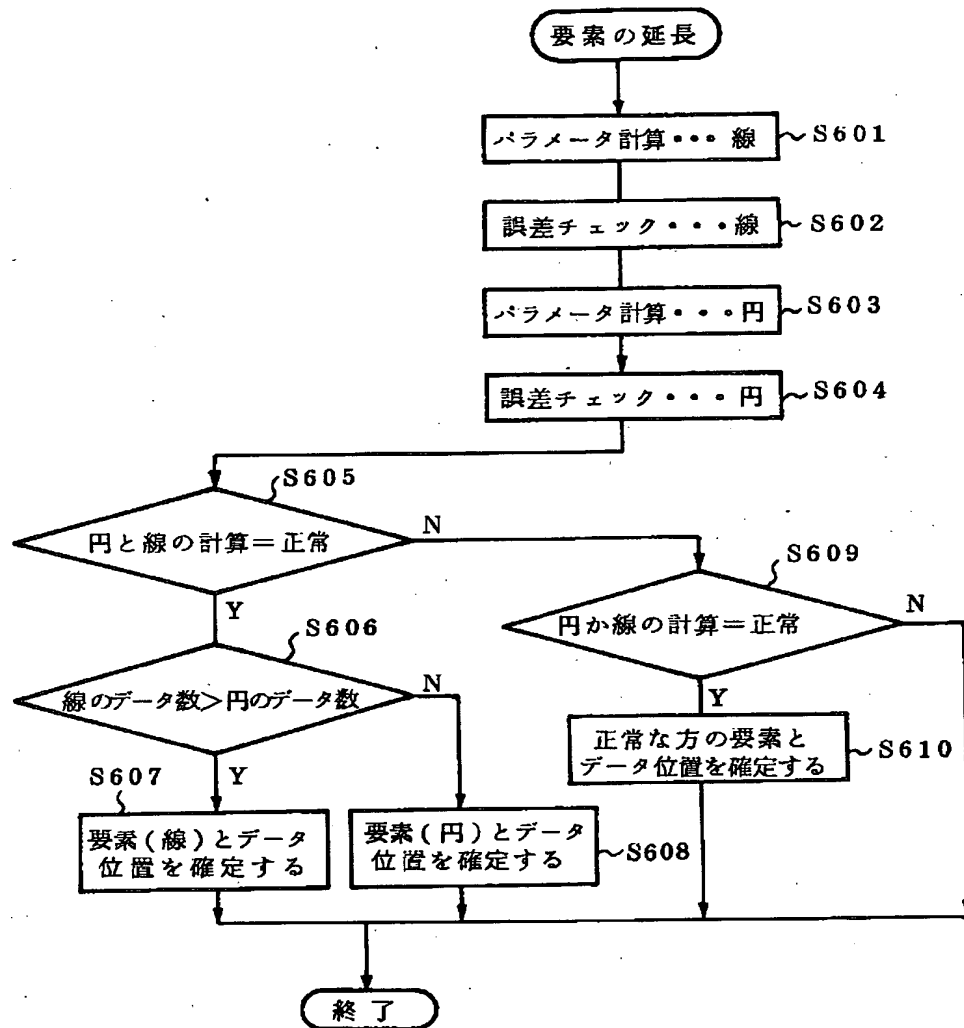 要素の延長
パラメータ計算・・・線
S601
誤差チェック・・・線
S602
パラメータ計算・・・円
S603
誤差チェック・・・円
S604
S605
円と線の計算=正常
N
Y
S609
円か線の計算=正常
N
Y
S606
線のデータ数>円のデータ数
N
Y
正常な方の要素と
データ位置を確定する
S610
S607
要素(線)とデータ
位置を確定する
要素(円)とデータ
位置を確定する
S608
終了